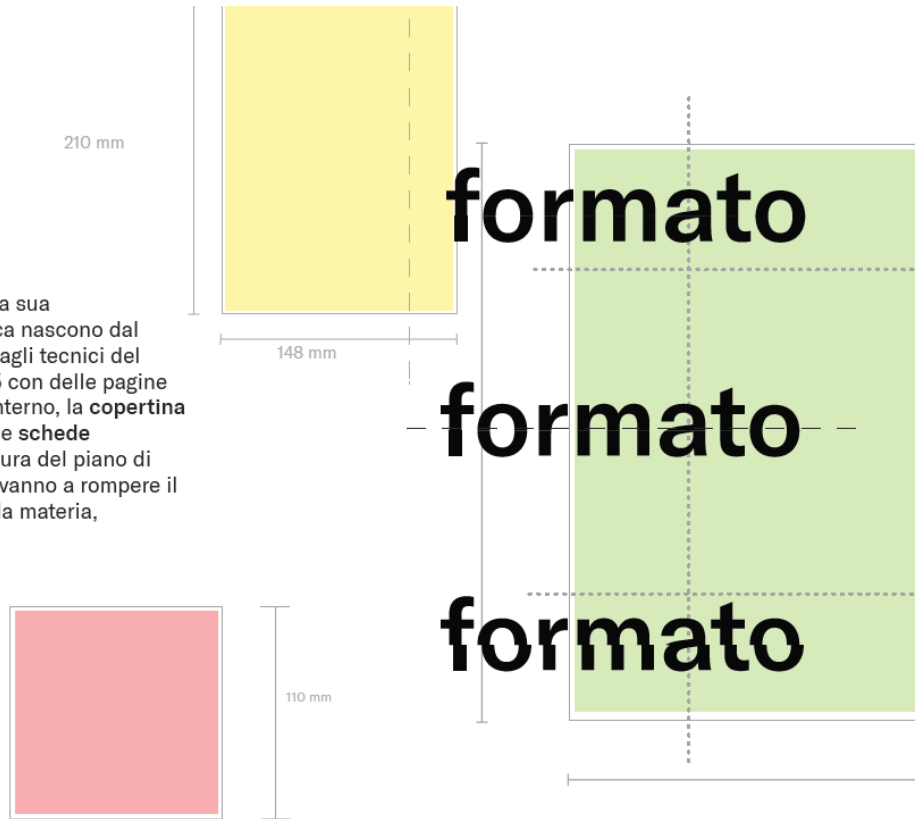 210 mm
formato
a sua
ca nascono dal
agli tecnici del
148 mm
con delle pagine
nterno, la copertina
e schede
formato
ura del piano di
vanno a rompere il
la materia,
formato
110 mm